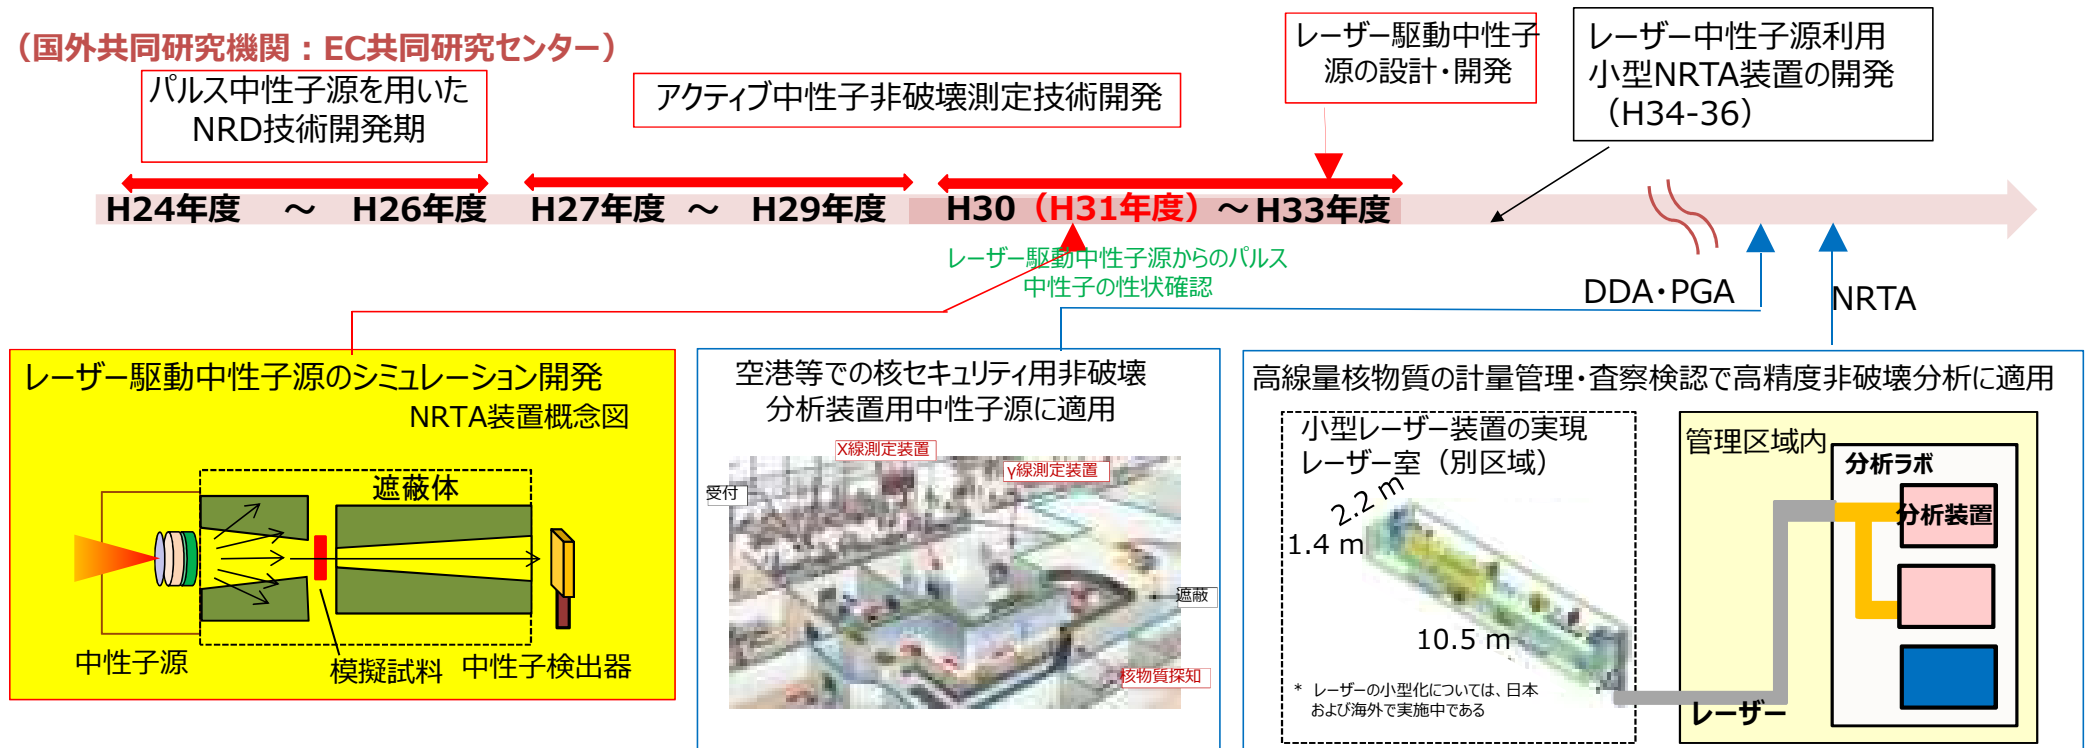 （国外共同研究機関：EC共同研究センター）
パルス中性子源を用いた
NRD技術開発期
アクティブ中性子非破壊測定技術開発
レーザー駆動中性子
源の設計・開発
レーザー中性子源利用
小型NRTA装置の開発
（H34-36）
H24年度　～　H26年度
H27年度 ～ H29年度
H30（H31年度）～H33年度
レーザー駆動中性子源からのパルス
中性子の性状確認
DDA・PGA
NRTA
レーザー駆動中性子源のシミュレーション開発
NRTA装置概念図
遮蔽体
中性子源
模擬試料
中性子検出器
空港等での核セキュリティ用非破壊
分析装置用中性子源に適用
X線測定装置
γ線測定装置
受付
遮蔽
核物質探知
高線量核物質の計量管理・査察検認で高精度非破壊分析に適用
小型レーザー装置の実現
レーザー室（別区域）
2.2 m
1.4 m
10.5 m
* レーザーの小型化については、日本
および海外で実施中である
管理区域内
分析ラボ
分析装置
レーザー